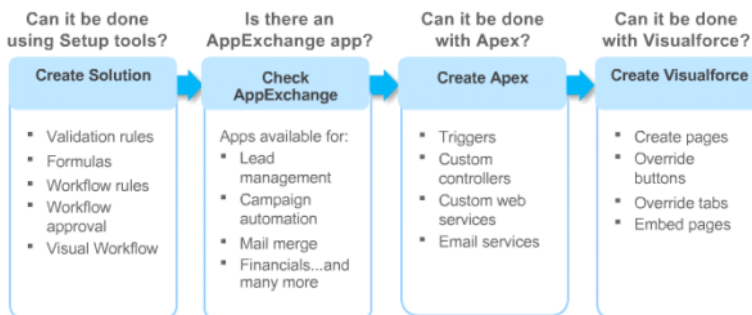 Can it be done
using Setup tools?
Create Solution
Validation rules
Formulas
Workflow rules
Workflow
approval
Visual Workflow
Is there an
AppExchange app?
Check
AppExchange
Apps available for:
Lead
management
Campaign
automation
Mail merge
Financials...and
many more
Can it be done
with Apex?
Create Apex
Triggers
Custom
controllers
Custom web
services
Email services
Can it be done
with Visualforce?
Create Visualforce
Create pages
Override
buttons
Override tabs
Embed pages